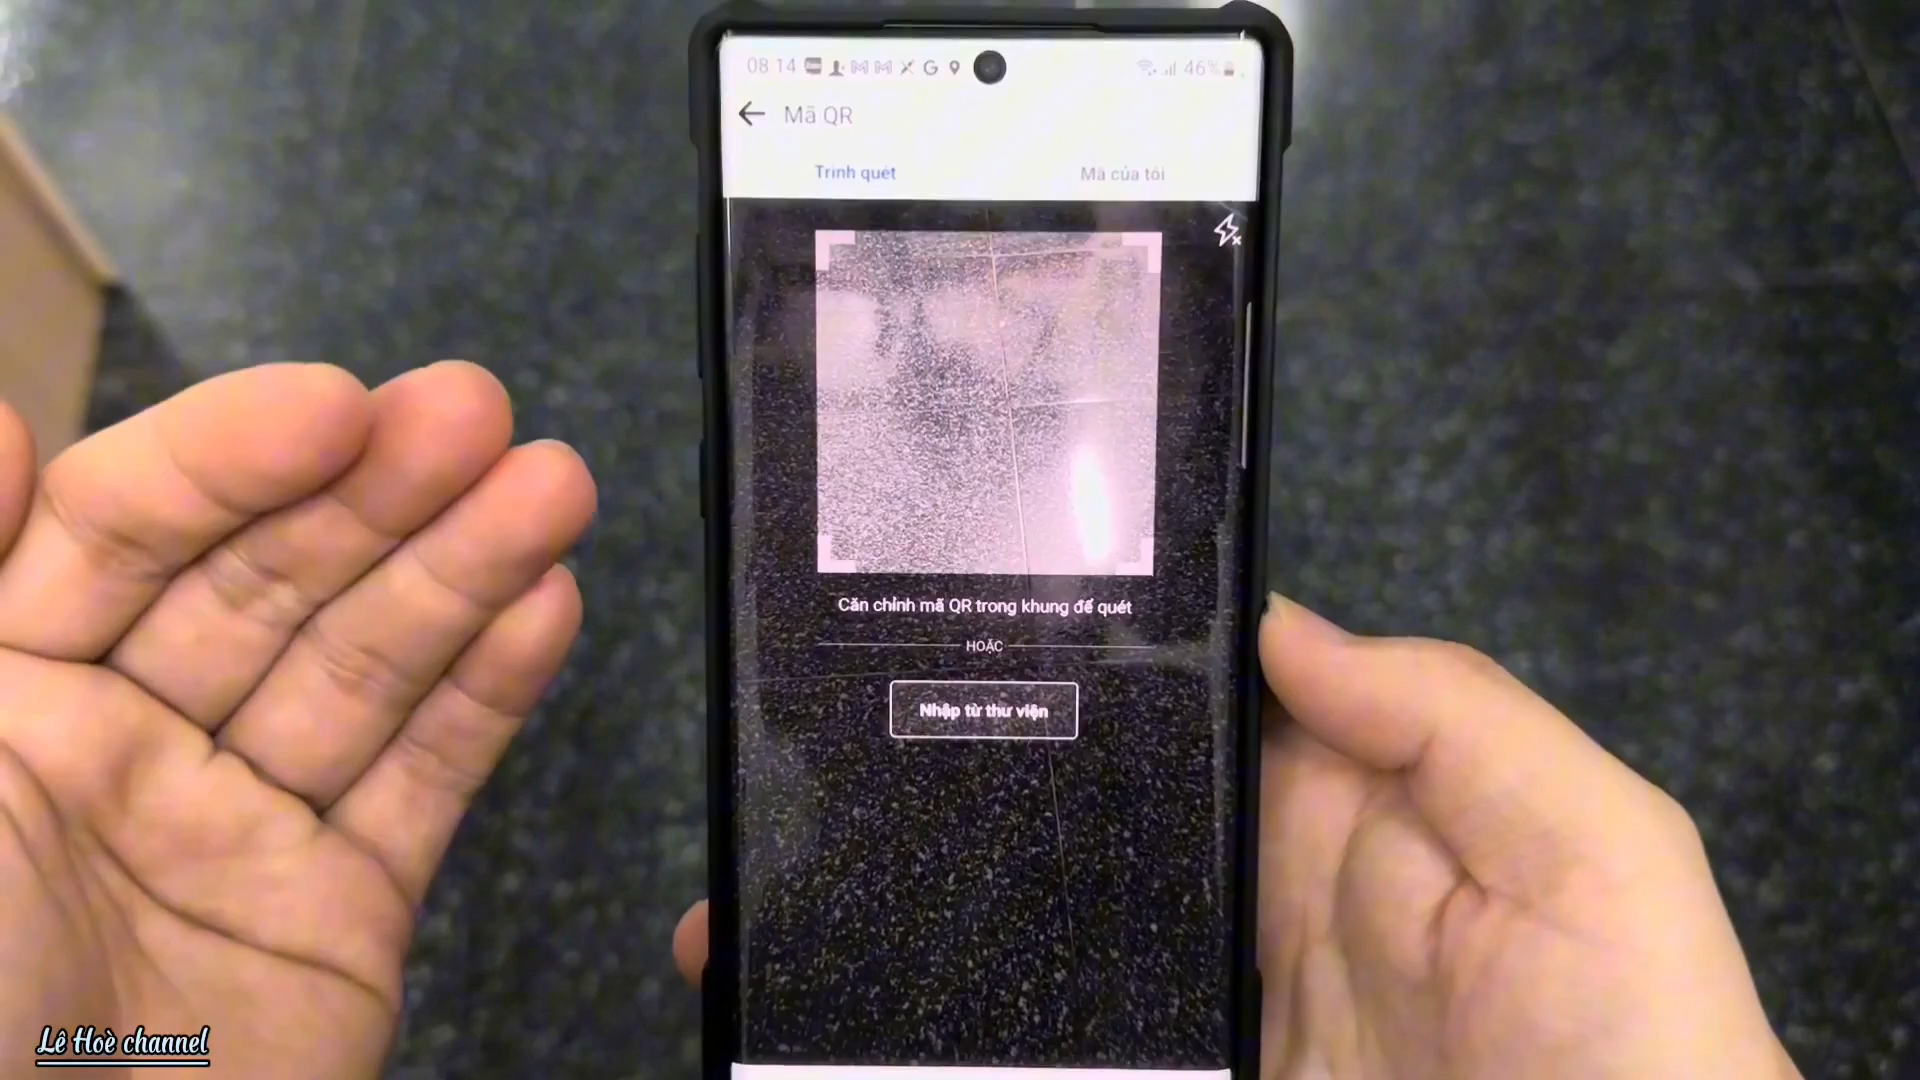 08 14 46%
Mã QR
Trình quét Mã của tôi
Căn chỉnh mã QR trong khung để quét
HOẶC
Nhập từ thư viện
Lê Hoè channel